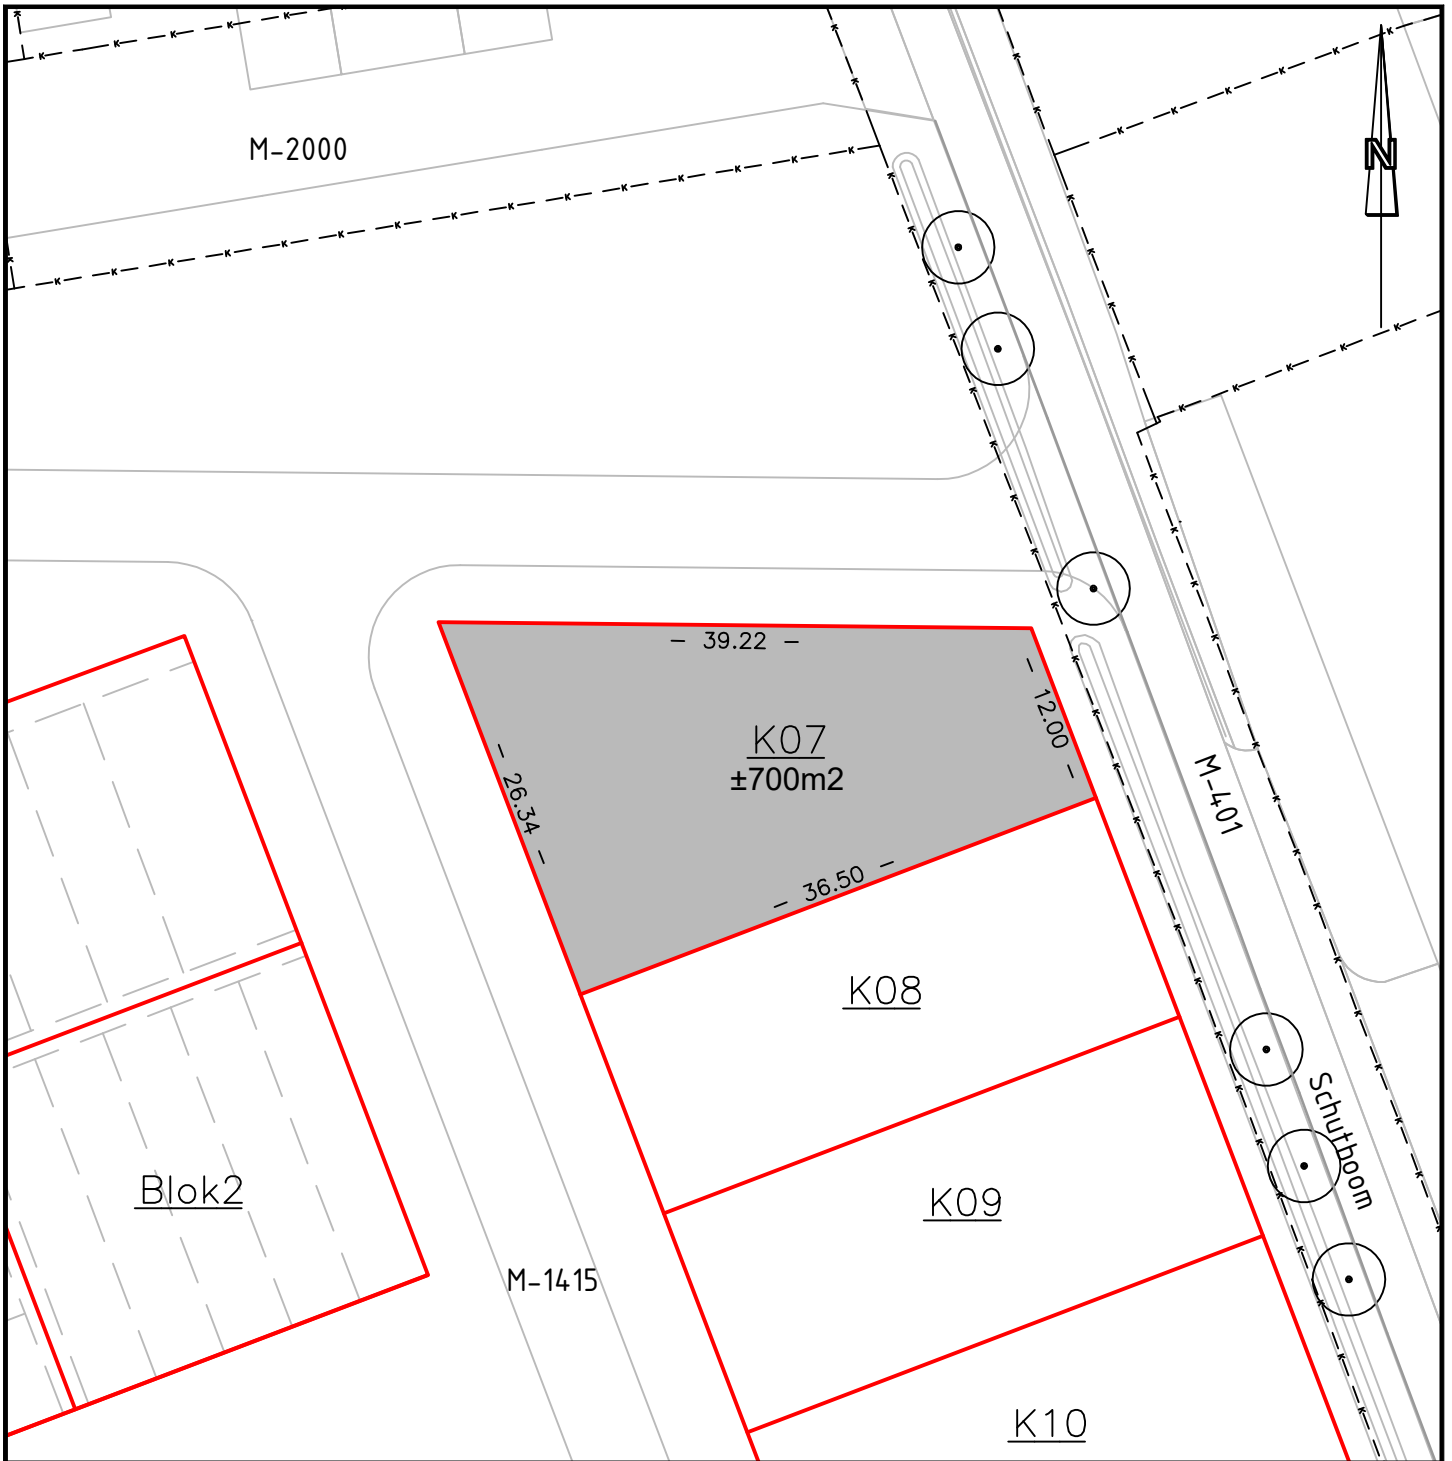 M-2000
N
– 39.22 –
– 12.00 –
K07
±700m2
– 26.34 –
– 36.50 –
M-401
K08
Schutboom
Blok2
K09
M-1415
K10